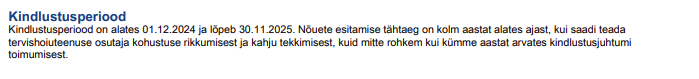 Kindlustusperiood
Kindlustusperiood on alates 01.12.2024 ja lõpeb 30.11.2025. Nõuete esitamise tähtaeg on kolm aastat alates ajast, kui saadi teada
tervishoiuteenuse osutaja kohustuse rikkumisest ja kahju tekkimisest, kuid mitte rohkem kui kümme aastat arvates kindlustusjuhtumi
toimumisest.